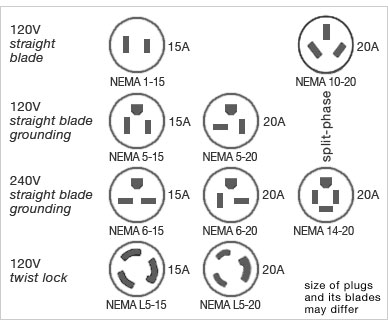 120V
straight
blade
15A
20A
NEMA 1-15
NEMA 10-20
split-phase
120V
straight blade
grounding
15A
20A
NEMA 5-15
NEMA 5-20
240V
straight blade
grounding
15A
20A
20A
NEMA 6-15
NEMA 6-20
NEMA 14-20
120V
twist lock
15A
20A
NEMA L5-15
NEMA L5-20
size of plugs
and its blades
may differ